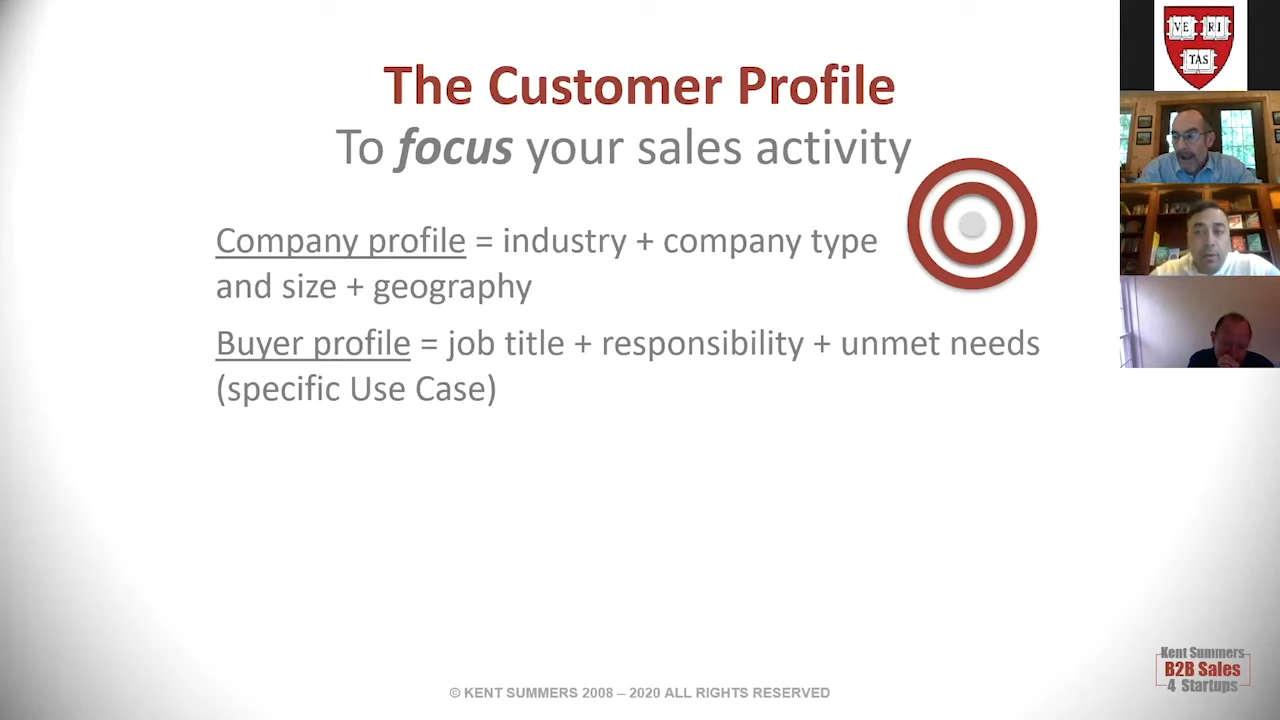 The Customer Profile
To focus your sales activity
Company profile = industry + company type
and size + geography
Buyer profile = job title + responsibility + unmet needs
(specific Use Case)
VE RI
TAS
Kent Summers
B2B Sales
4 Startups
© KENT SUMMERS 2008 – 2020 ALL RIGHTS RESERVED